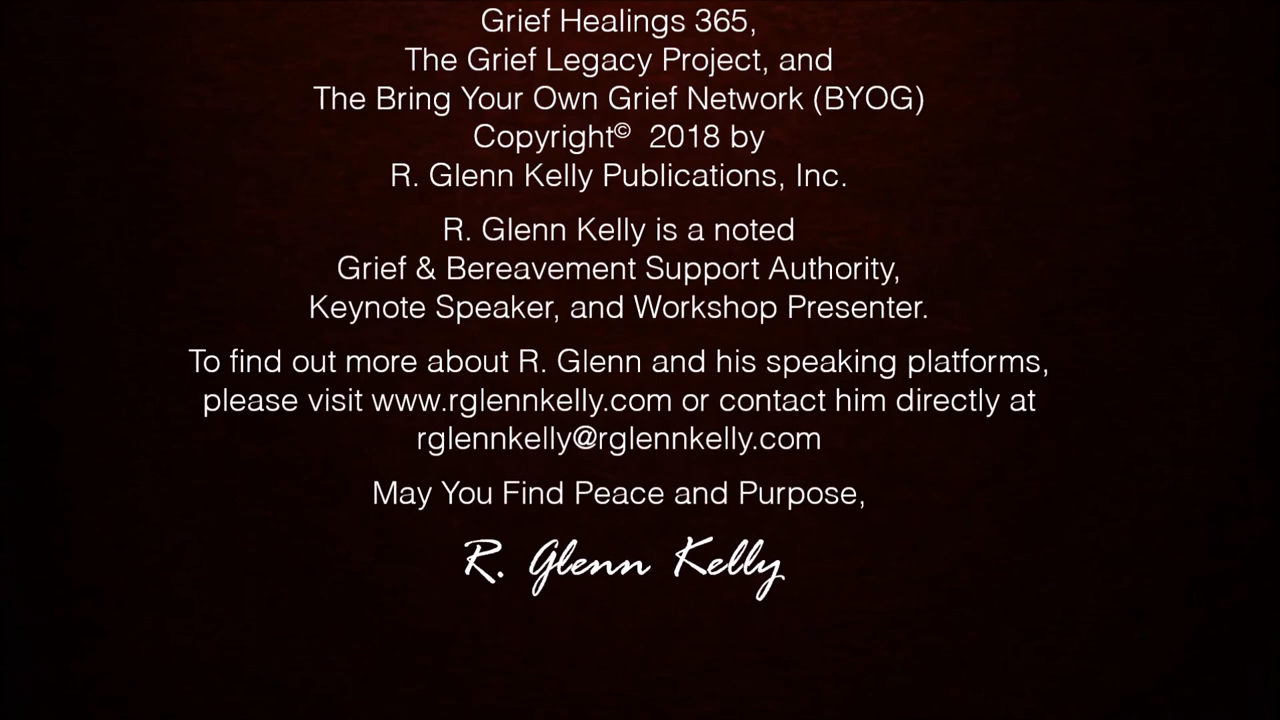 Grief Healings 365,
The Grief Legacy Project, and
The Bring Your Own Grief Network (BYOG)
Copyright© 2018 by
R. Glenn Kelly Publications, Inc.
R. Glenn Kelly is a noted
Grief & Bereavement Support Authority,
Keynote Speaker, and Workshop Presenter.
To find out more about R. Glenn and his speaking platforms,
please visit www.rglennkelly.com or contact him directly at
rglennkelly@rglennkelly.com
May You Find Peace and Purpose,
R. Glenn Kelly